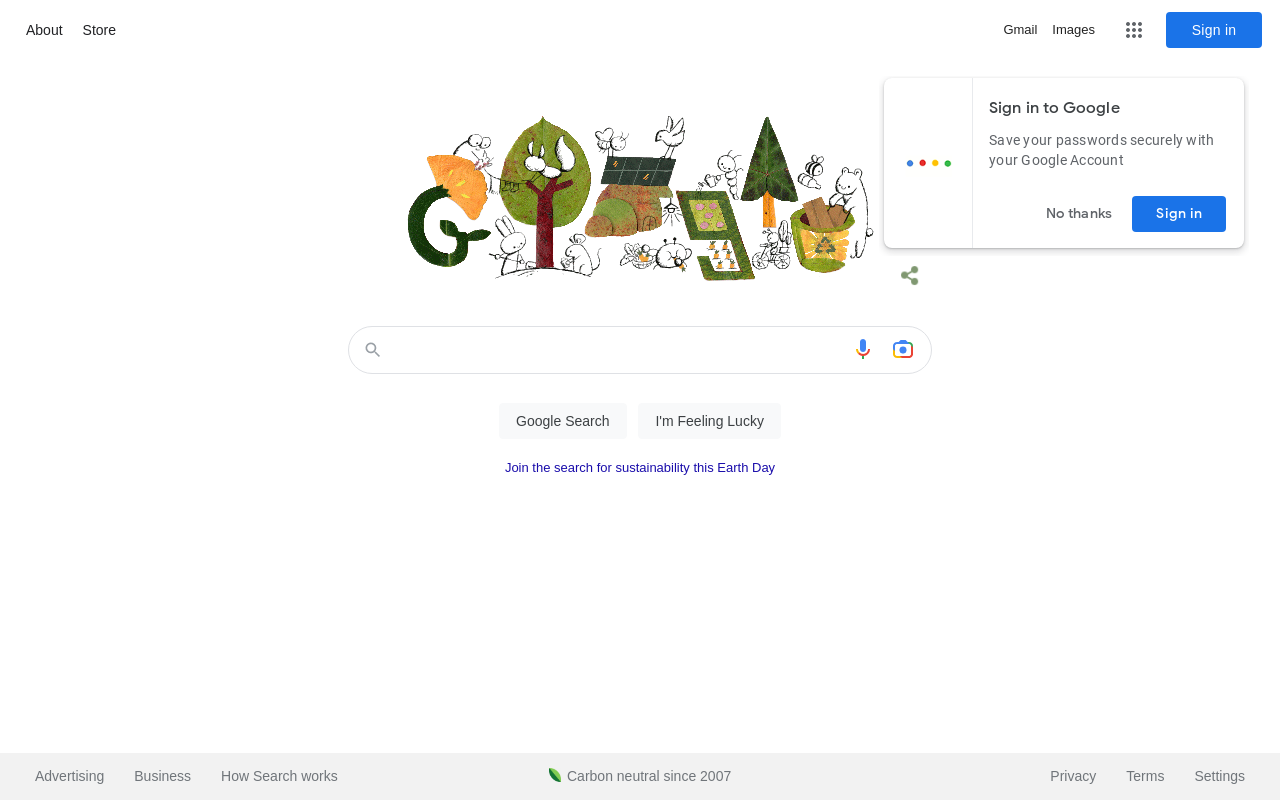 About
Store
Gmail
Images
Sign in
Sign in to Google
Save your passwords securely with
your Google Account
No thanks
Sign in
Google Search
I'm Feeling Lucky
Join the search for sustainability this Earth Day
Advertising
Business
How Search works
Carbon neutral since 2007
Privacy
Terms
Settings